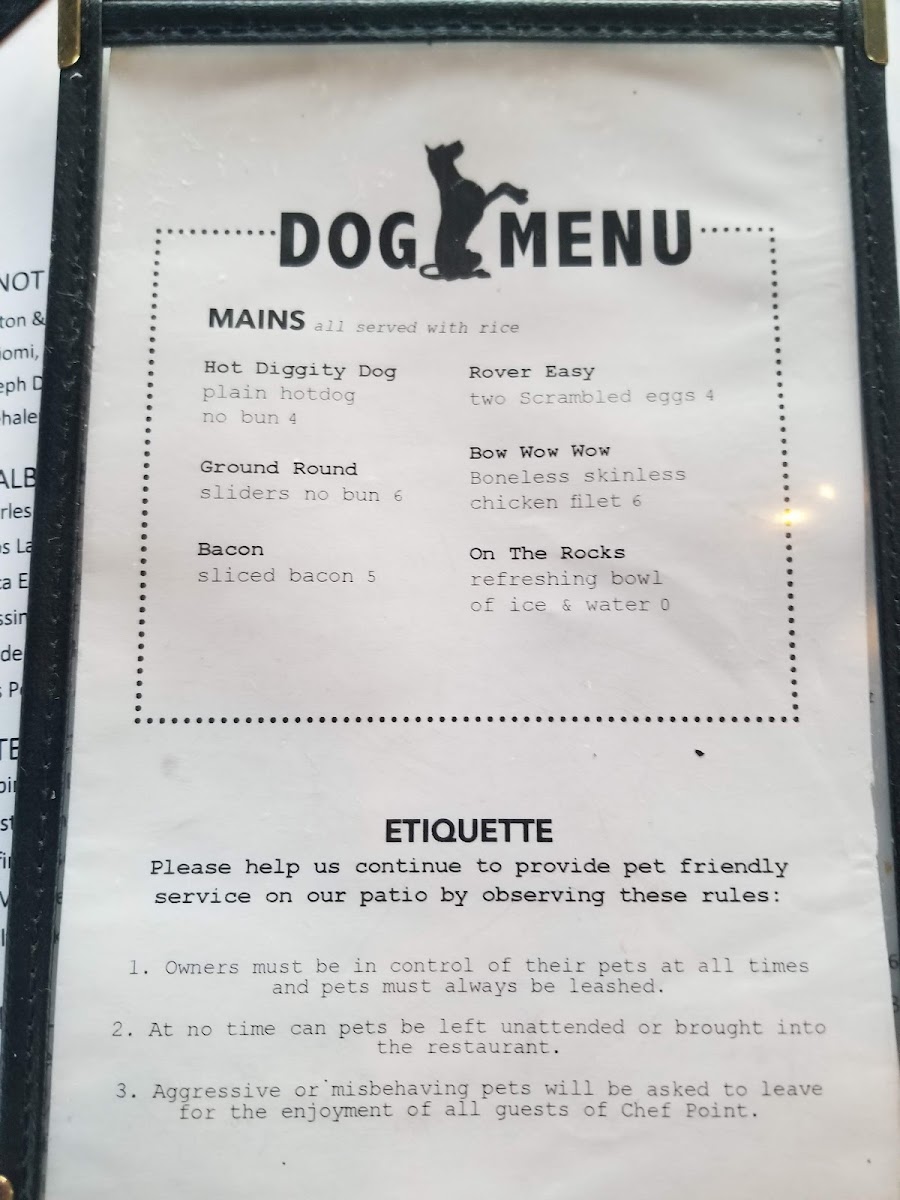 DOG MENU
MAINS all served with rice
Hot Diggity Dog
plain hotdog
no bun 4
Ground Round
sliders no bun 6
Bacon
sliced bacon 5
Rover Easy
two Scrambled eggs 4
Bow Wow Wow
Boneless skinless
chicken filet 6
On The Rocks
refreshing bowl
of ice & water 0
ETIQUETTE
Please help us continue to provide pet friendly
service on our patio by observing these rules:
1. Owners must be in control of their pets at all times
and pets must always be leashed.
2. At no time can pets be left unattended or brought into
the restaurant.
3. Aggressive or misbehaving pets will be asked to leave
for the enjoyment of all guests of Chef Point.